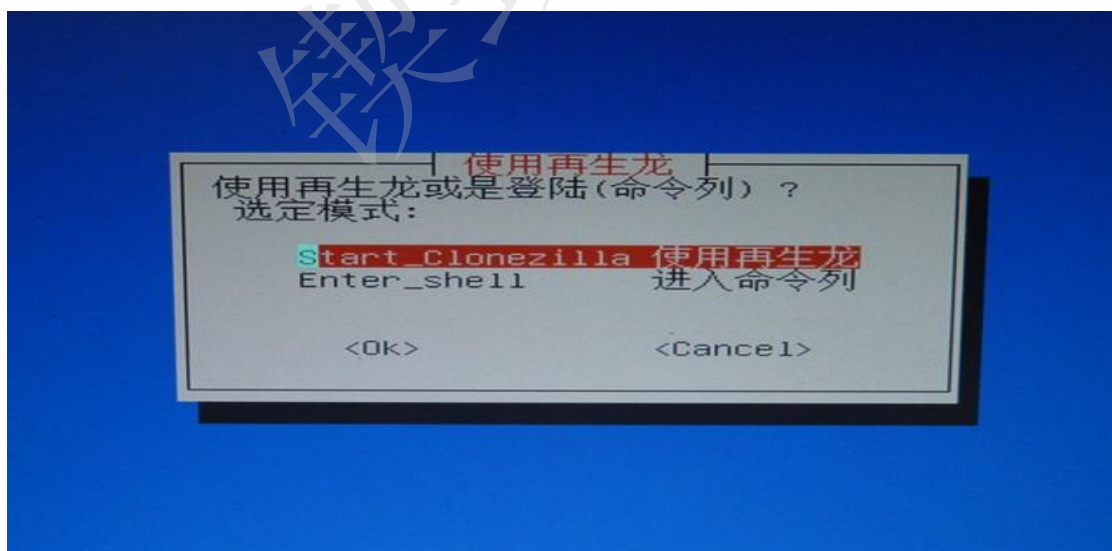 使用再生龙
使用再生龙或是登陆(命令列) ?
选定模式:
Start_Clonezilla 使用再生龙
Enter_shell 进入命令列
<Ok> <Cancel>